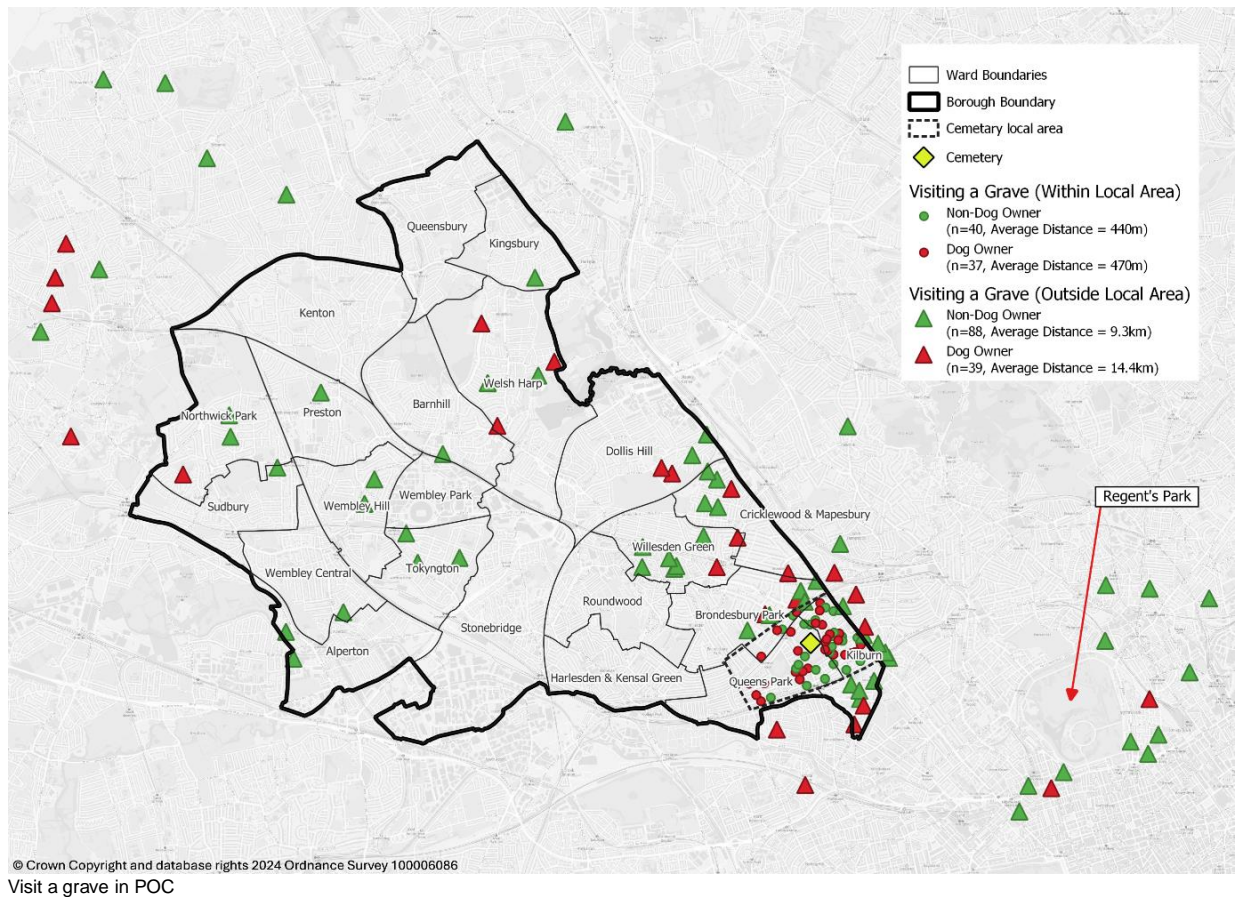 Ward Boundaries
Borough Boundary
Cemetary local area
Cemetery
Visiting a Grave (Within Local Area)
Non-Dog Owner
(n=40, Average Distance = 440m)
Dog Owner
(n=37, Average Distance = 470m)
Visiting a Grave (Outside Local Area)
Non-Dog Owner
(n=88, Average Distance = 9.3km)
Dog Owner
(n=39, Average Distance = 14.4km)
Queensbury
Kingsbury
Kenton
Welsh Harp
Northwick Park
Preston
Barnhill
Dollis Hill
Sudbury
Wembley Hill
Wembley Park
Cricklewood & Mapesbury
Regent's Park
Willesden Green
Wembley Central
Tokyngton
Roundwood
Brondesbury Park
Stonebridge
Alperton
Kilburn
Harlesden & Kensal Green
Queens Park
© Crown Copyright and database rights 2024 Ordnance Survey 100006086
Visit a grave in POC